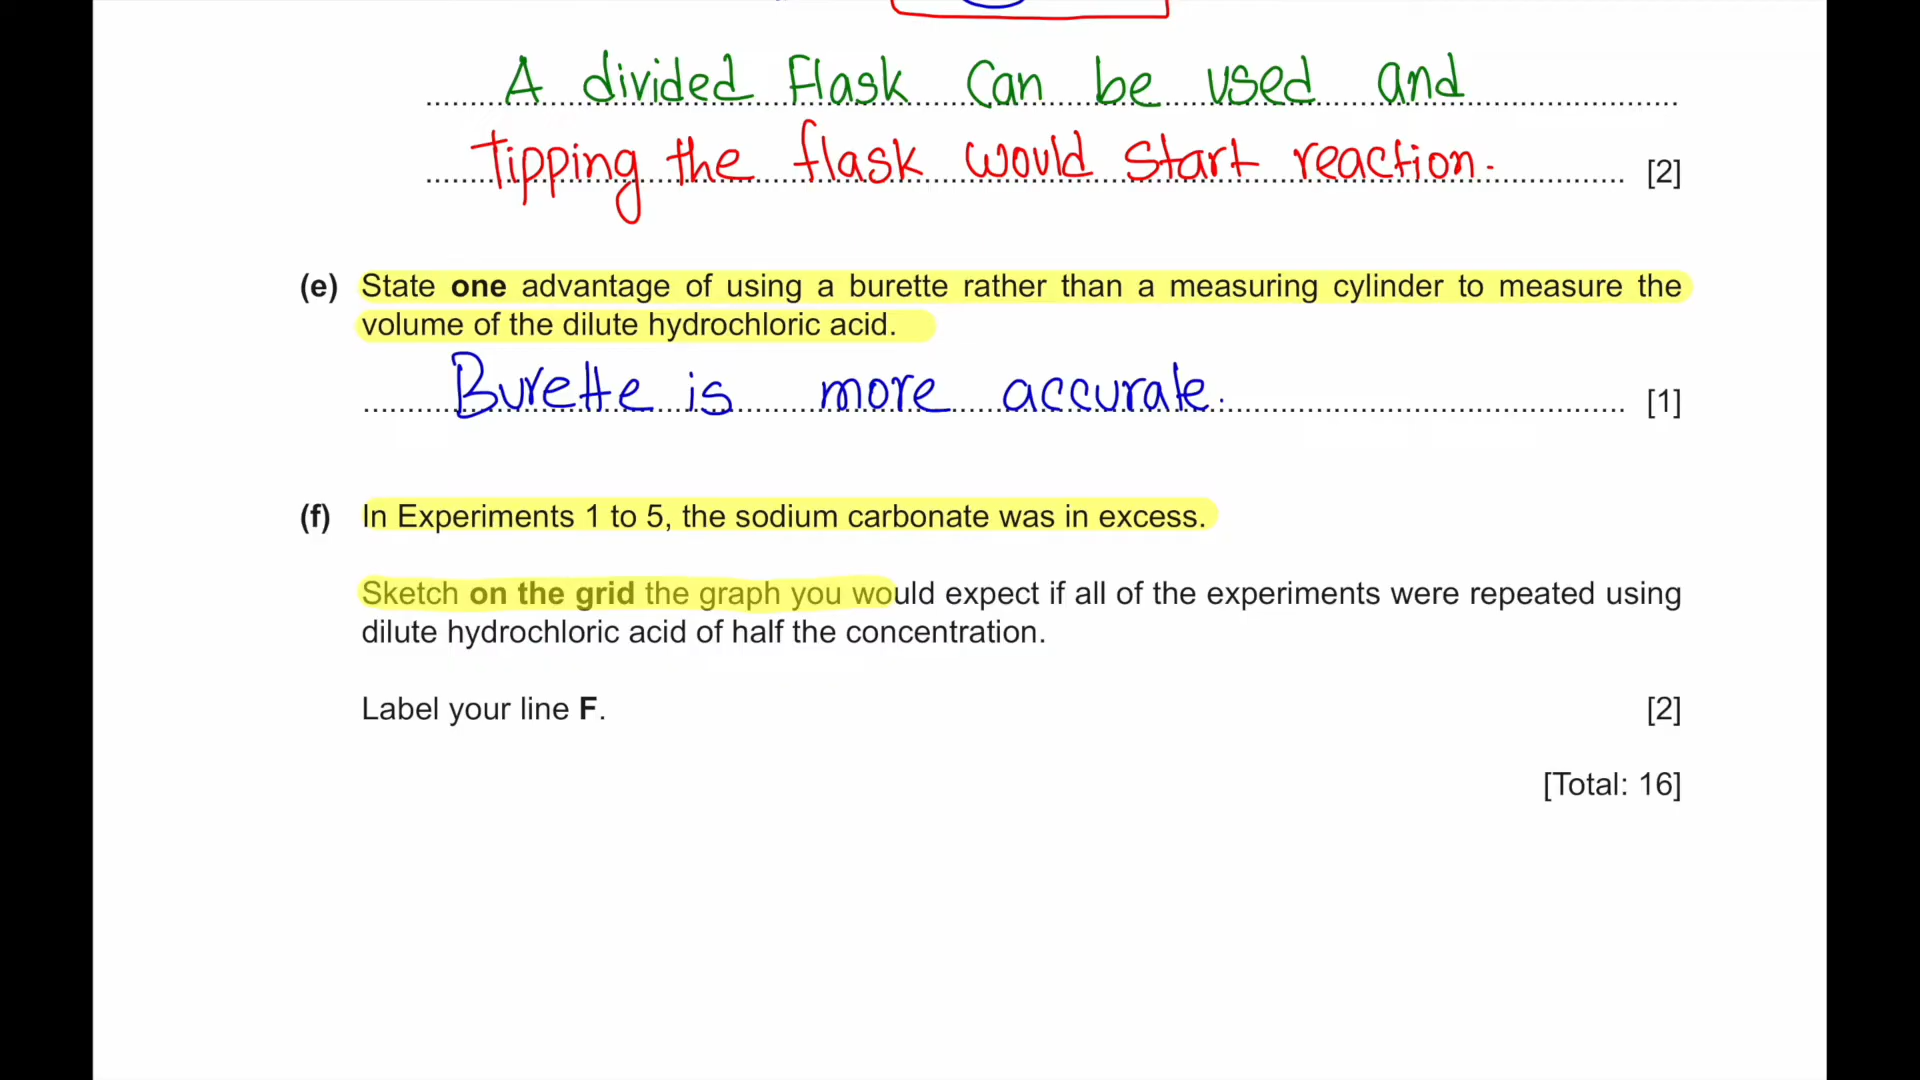 A divided flask can be used and
tipping the flask would start reaction. [2]
(e) State one advantage of using a burette rather than a measuring cylinder to measure the
volume of the dilute hydrochloric acid.
Burette is more accurate. [1]
(f) In Experiments 1 to 5, the sodium carbonate was in excess.
Sketch on the grid the graph you would expect if all of the experiments were repeated using
dilute hydrochloric acid of half the concentration.
Label your line F. [2]
[Total: 16]